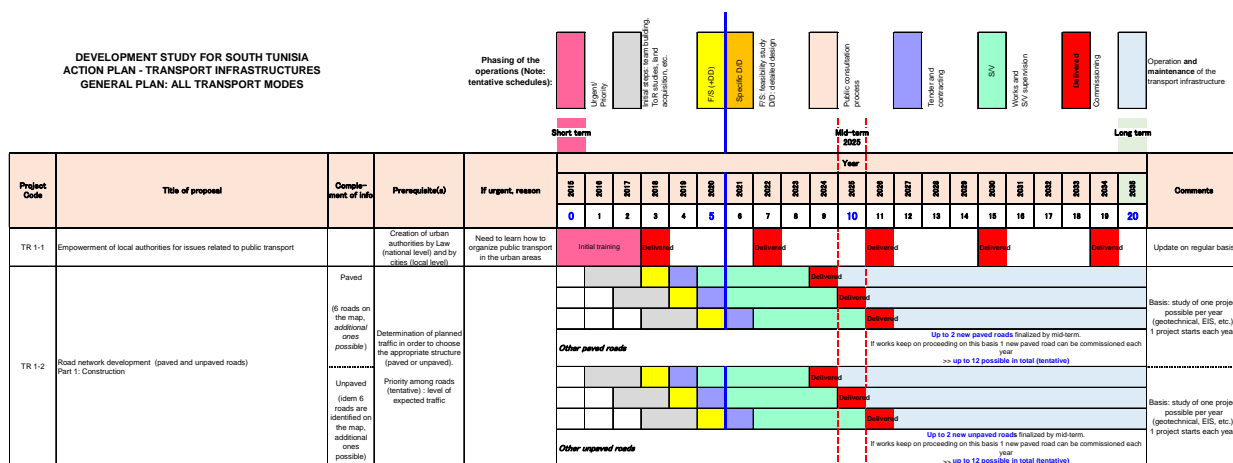 DEVELOPMENT STUDY FOR SOUTH TUNISIA
ACTION PLAN - TRANSPORT INFRASTRUCTURES
GENERAL PLAN: ALL TRANSPORT MODES
Phasing of the
operations (Note:
tentative schedules):
Urgent/
Priority
Initial steps: team building,
ToR studies, land
acquisition, etc.
F/S (+DD)
Specific D/D
F/S: feasibility study
D/D: detailed design
Public consultation
process
Tender and
contracting
S/V
Works and
S/V supervision
Delivered
Commissioning
Operation and
maintenance of the
transport infrastructure
Short term
Mid-term
2025
Long term
Project
Code
Title of proposal
Comple-
ment of info
Prerequisite(s)
If urgent, reason
Year
Comments
2015 2016 2017 2018 2019 2020 2021 2022 2023 2024 2025 2026 2027 2028 2029 2030 2031 2032 2033 2034 2035
0 1 2 3 4 5 6 7 8 9 10 11 12 13 14 15 16 17 18 19 20
TR 1-1
Empowerment of local authorities for issues related to public transport
Creation of urban
authorities by Law
(national level) and by
cities (local level)
Need to learn how to
organize public transport
in the urban areas
Initial training
Delivered
Delivered
Delivered
Delivered
Delivered
Update on regular basis
TR 1-2
Road network development (paved and unpaved roads)
Part 1: Construction
Paved
(6 roads on
the map,
additional
ones
possible)
Unpaved
(idem 6
roads are
identified on
the map,
additional
ones
possible)
Determination of planned
traffic in order to choose
the appropriate structure
(paved or unpaved).
Priority among roads
(tentative) : level of
expected traffic
Delivered
Delivered
Delivered
Other paved roads
Up to 2 new paved roads finalized by mid-term.
If works keep on proceeding on this basis 1 new paved road can be commissioned each
year
>> up to 12 possible in total (tentative)
Basis: study of one projec
possible per year
(geotechnical, EIS, etc.)
1 project starts each year
Delivered
Delivered
Delivered
Other unpaved roads
Up to 2 new unpaved roads finalized by mid-term.
If works keep on proceeding on this basis 1 new paved road can be commissioned each
year
>> up to 12 possible in total (tentative)
Basis: study of one projec
possible per year
(geotechnical, EIS, etc.)
1 project starts each year